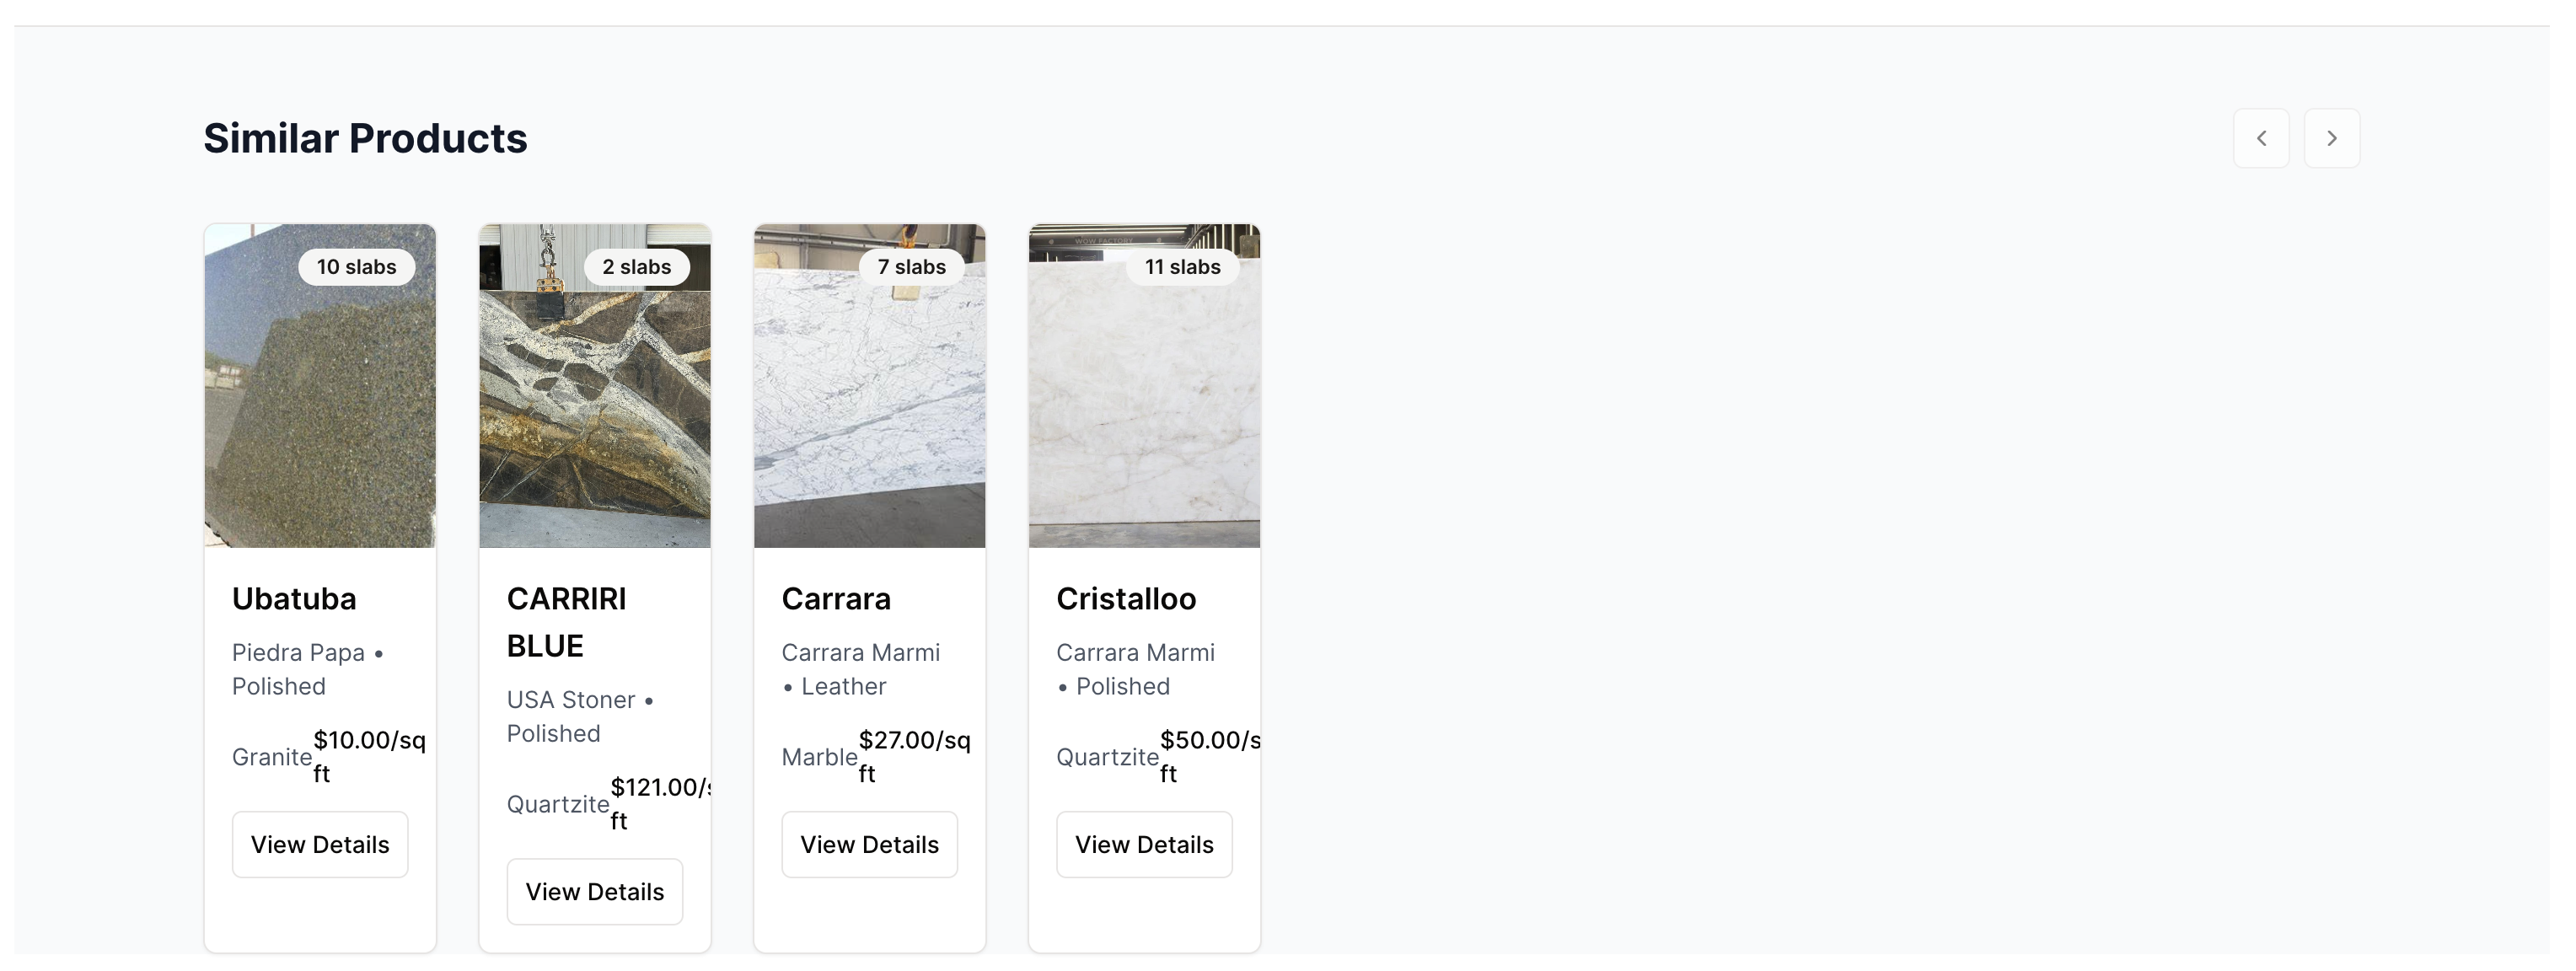 Similar Products
10 slabs
2 slabs
7 slabs
WOW FACTORY
11 slabs
Ubatuba
Piedra Papa •
Polished
Granite
$10.00/sq
ft
View Details
CARRIRI
BLUE
USA Stoner •
Polished
Quartzite
$121.00/s
ft
View Details
Carrara
Carrara Marmi
• Leather
Marble
$27.00/sq
ft
View Details
Cristalloo
Carrara Marmi
• Polished
Quartzite
$50.00/s
ft
View Details